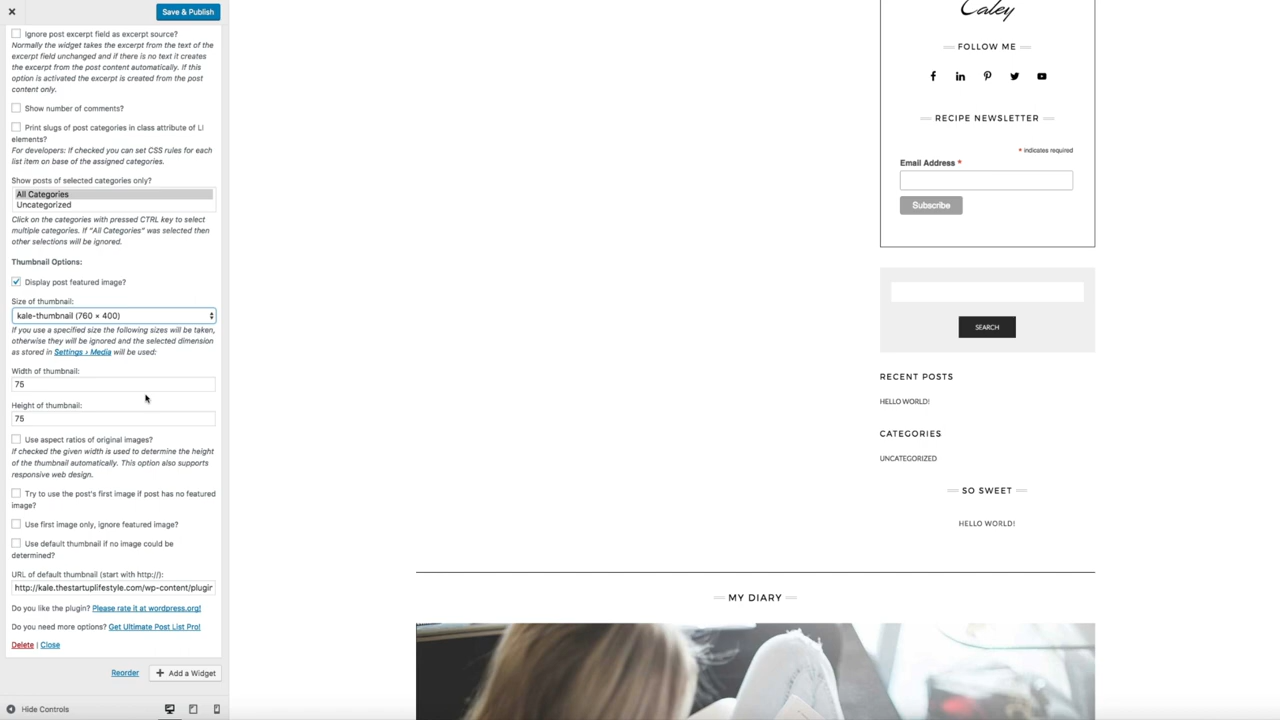 Save & Publish
Ignore post excerpt field as excerpt source?
Normally the widget takes the excerpt from the text of the
excerpt field unchanged and if there is no text it creates
the excerpt from the post content automatically. If this
option is activated the excerpt is created from the post
content only.
Show number of comments?
Print slugs of post categories in class attribute of LI
elements?
For developers: If checked you can set CSS rules for each
list item on base of the assigned categories.
Show posts of selected categories only?
All Categories
Uncategorized
Click on the categories with pressed CTRL key to select
multiple categories. If "All Categories" was selected then
other selections will be ignored.
Thumbnail Options:
Display post featured image?
Size of thumbnail:
kale-thumbnail (760 × 400)
If you use a specified size the following sizes will be taken,
otherwise they will be ignored and the selected dimension
as stored in Settings › Media will be used:
Width of thumbnail:
75
Height of thumbnail:
75
Use aspect ratios of original images?
If checked the given width is used to determine the height
of the thumbnail automatically. This option also supports
responsive web design.
Try to use the post's first image if post has no featured
image?
Use first image only, ignore featured image?
Use default thumbnail if no image could be
determined?
URL of default thumbnail (start with http://):
http://kale.thestartuplifestyle.com/wp-content/plugin
Do you like the plugin? Please rate it at wordpress.org!
Do you need more options? Get Ultimate Post List Pro!
Delete | Close
Reorder
Add a Widget
Hide Controls
Caley
FOLLOW ME
RECIPE NEWSLETTER
* indicates required
Email Address *
Subscribe
SEARCH
RECENT POSTS
HELLO WORLD!
CATEGORIES
UNCATEGORIZED
SO SWEET
HELLO WORLD!
MY DIARY